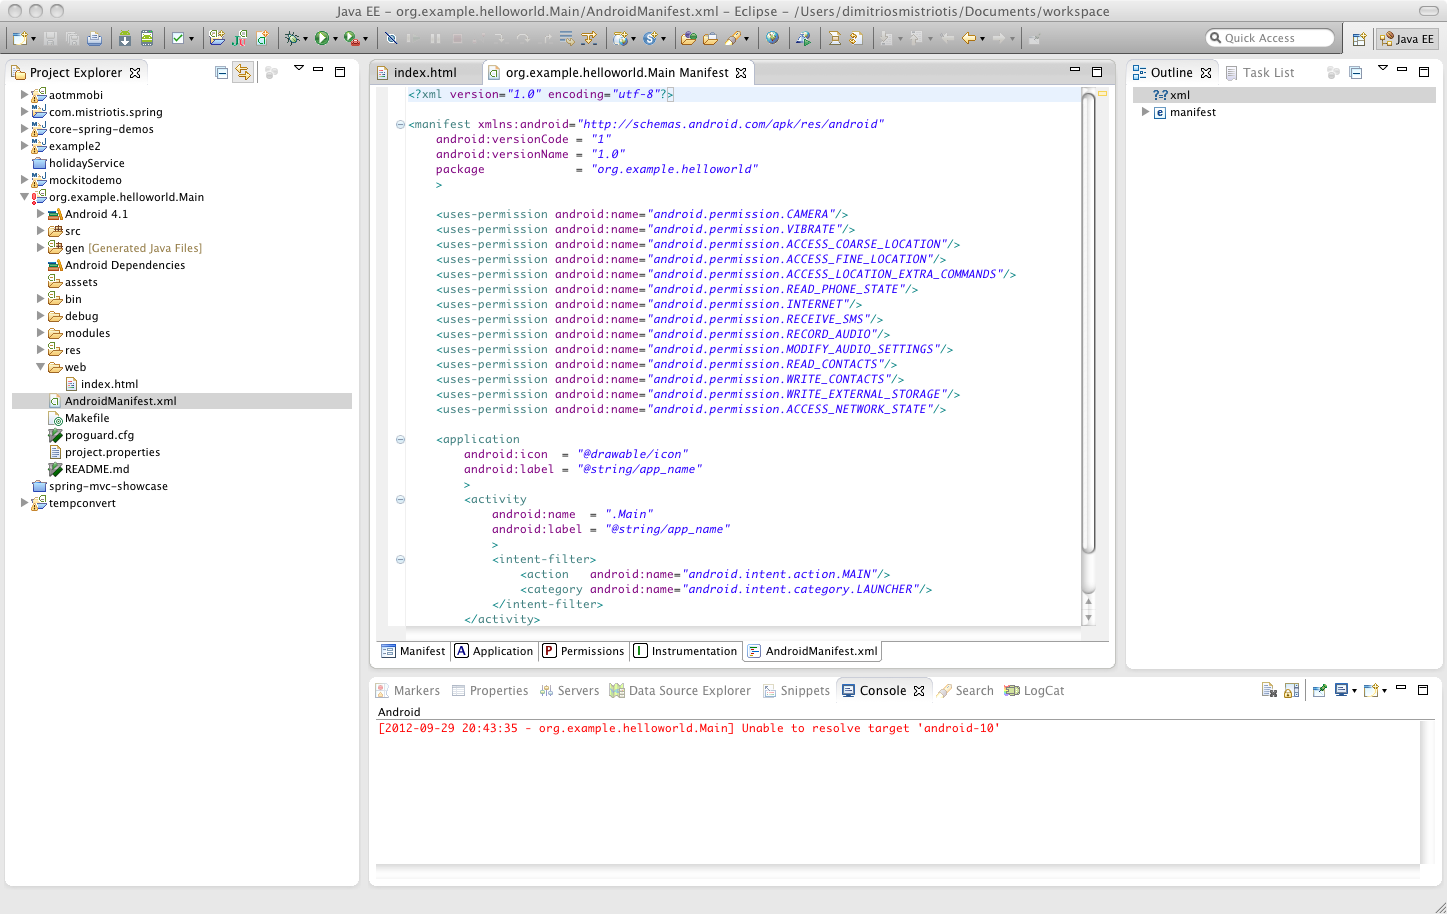 Java EE - org.example.helloworld.Main/AndroidManifest.xml - Eclipse - /Users/dimitriosmistriotis/Documents/workspace
Quick Access
Java EE
Project Explorer
aotmmobi
com.mistriotis.spring
core-spring-demos
example2
holidayService
mockitodemo
org.example.helloworld.Main
Android 4.1
src
gen [Generated Java Files]
Android Dependencies
assets
bin
debug
modules
res
web
index.html
AndroidManifest.xml
Makefile
proguard.cfg
project.properties
README.md
spring-mvc-showcase
tempconvert
index.html
org.example.helloworld.Main Manifest
<?xml version="1.0" encoding="utf-8"?>
<manifest xmlns:android="http://schemas.android.com/apk/res/android"
android:versionCode = "1"
android:versionName = "1.0"
package = "org.example.helloworld"
>
<uses-permission android:name="android.permission.CAMERA"/>
<uses-permission android:name="android.permission.VIBRATE"/>
<uses-permission android:name="android.permission.ACCESS_COARSE_LOCATION"/>
<uses-permission android:name="android.permission.ACCESS_FINE_LOCATION"/>
<uses-permission android:name="android.permission.ACCESS_LOCATION_EXTRA_COMMANDS"/>
<uses-permission android:name="android.permission.READ_PHONE_STATE"/>
<uses-permission android:name="android.permission.INTERNET"/>
<uses-permission android:name="android.permission.RECEIVE_SMS"/>
<uses-permission android:name="android.permission.RECORD_AUDIO"/>
<uses-permission android:name="android.permission.MODIFY_AUDIO_SETTINGS"/>
<uses-permission android:name="android.permission.READ_CONTACTS"/>
<uses-permission android:name="android.permission.WRITE_CONTACTS"/>
<uses-permission android:name="android.permission.WRITE_EXTERNAL_STORAGE"/>
<uses-permission android:name="android.permission.ACCESS_NETWORK_STATE"/>
<application
android:icon = "@drawable/icon"
android:label = "@string/app_name"
>
<activity
android:name = ".Main"
android:label = "@string/app_name"
>
<intent-filter>
<action android:name="android.intent.action.MAIN"/>
<category android:name="android.intent.category.LAUNCHER"/>
</intent-filter>
</activity>
Manifest
A Application
P Permissions
I Instrumentation
AndroidManifest.xml
Outline
Task List
?=? xml
e manifest
Markers
Properties
Servers
Data Source Explorer
Snippets
Console
Search
LogCat
Android
[2012-09-29 20:43:35 - org.example.helloworld.Main] Unable to resolve target 'android-10'